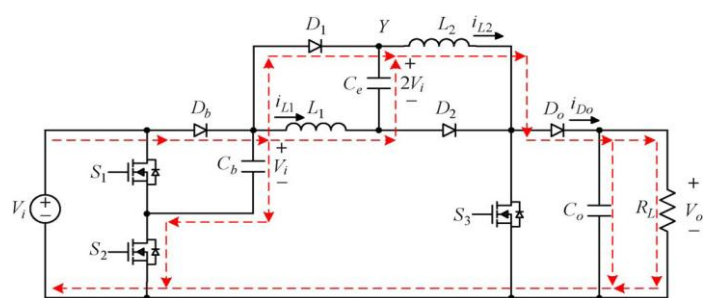 D1
Y
L2
iL2
Ce
+
2Vi
−
Db
iL1
L1
D2
Do
iDo
Cb
+
Vi
−
S1
S2
S3
Vi
+
−
Co
RL
+
Vo
−